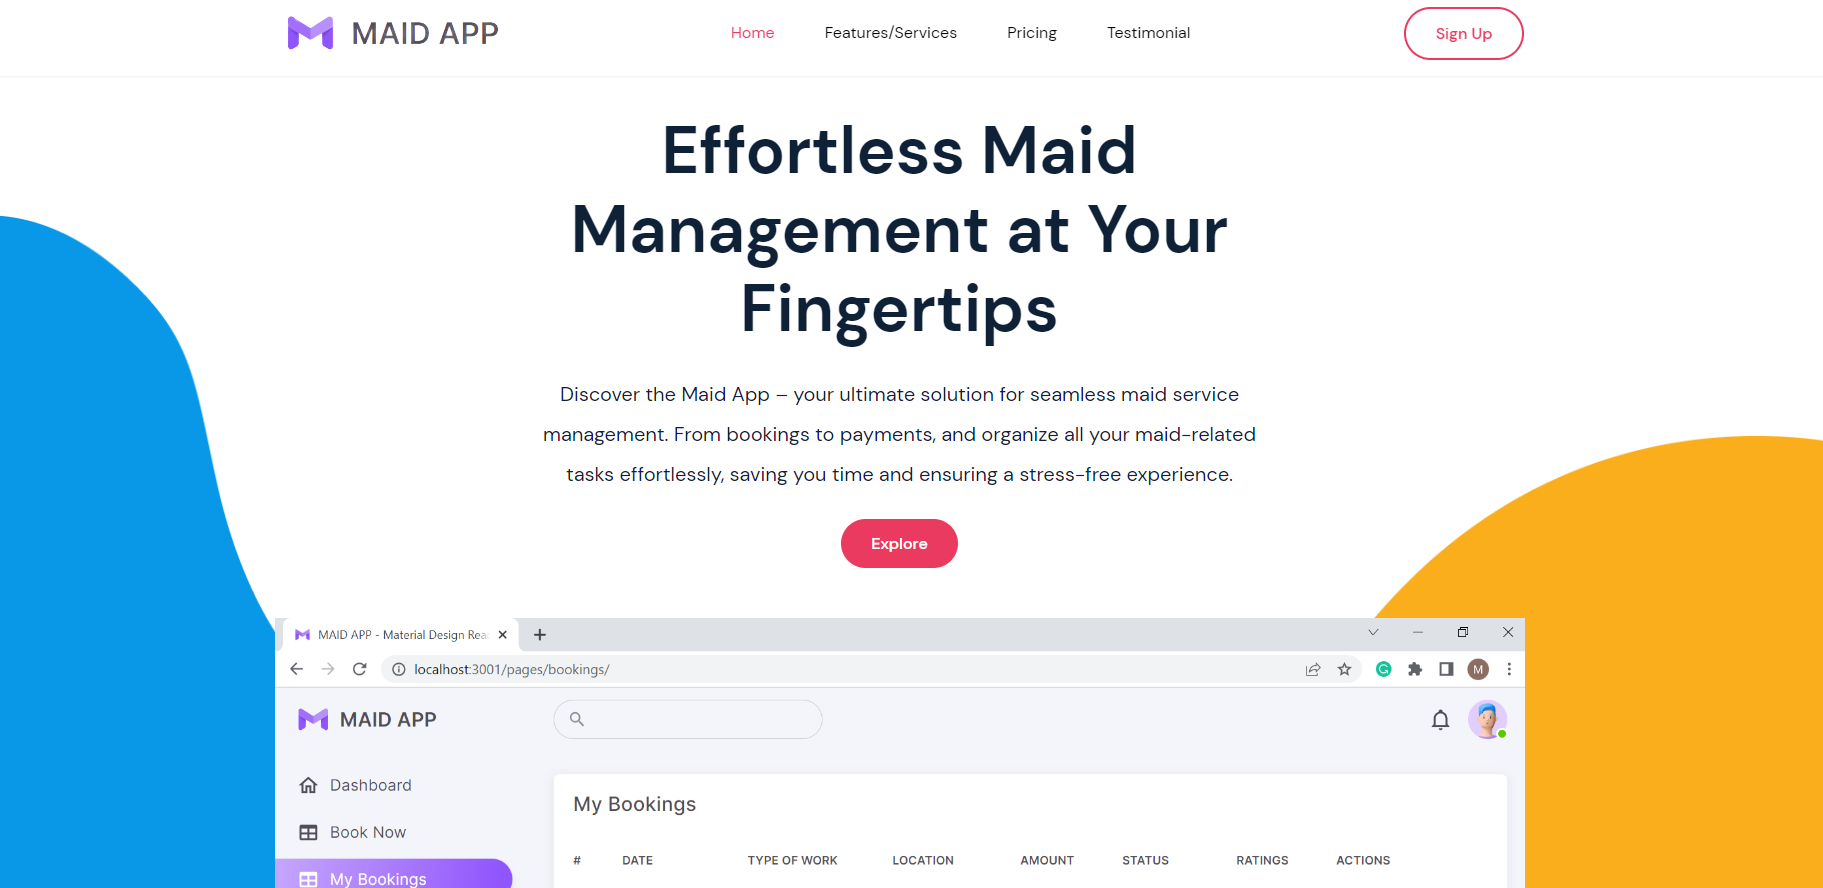 MAID APP
Home
Features/Services
Pricing
Testimonial
Sign Up
Effortless Maid
Management at Your
Fingertips
Discover the Maid App – your ultimate solution for seamless maid service
management. From bookings to payments, and organize all your maid-related
tasks effortlessly, saving you time and ensuring a stress-free experience.
Explore
MAID APP - Material Design Rea
localhost:3001/pages/bookings/
M
MAID APP
Dashboard
Book Now
My Bookings
My Bookings
# DATE TYPE OF WORK LOCATION AMOUNT STATUS RATINGS ACTIONS